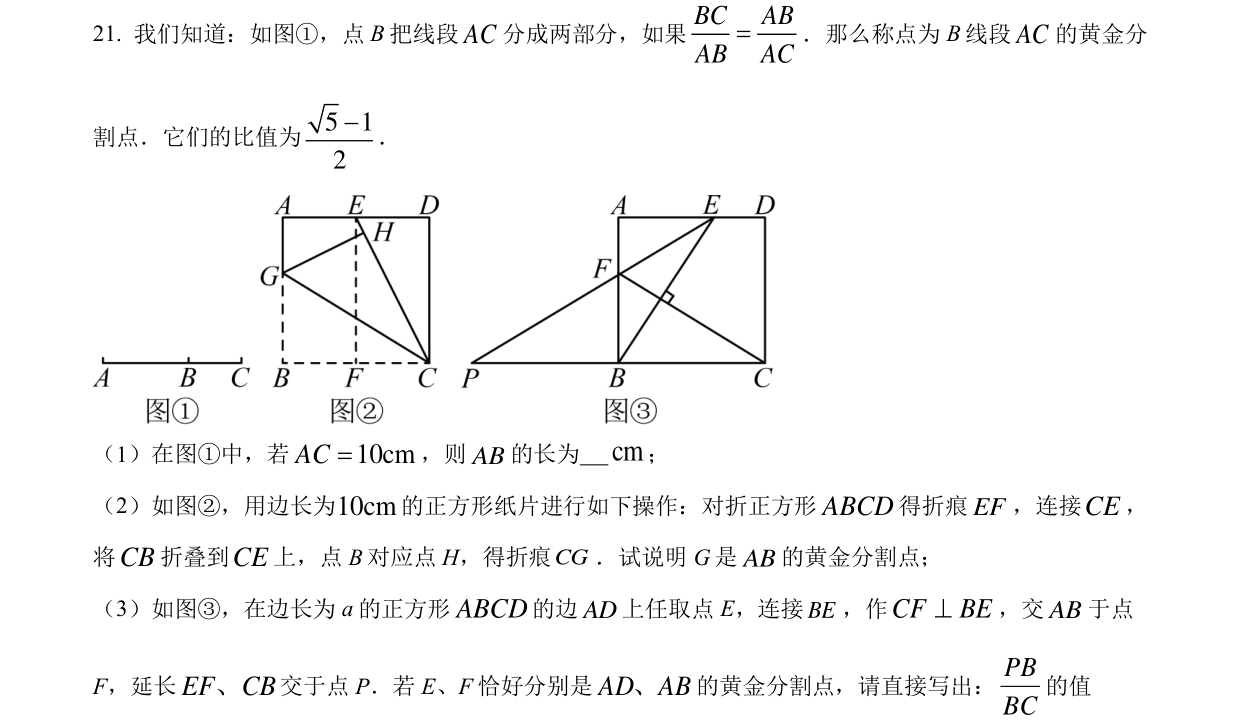 21. 我们知道：如图①，点 B 把线段 AC 分成两部分，如果 BC/AB = AB/AC ．那么称点为 B 线段 AC 的黄金分
割点．它们的比值为 (√5−1)/2 ．
A E D A E D
H
G F
A B C B F C P B C
图① 图② 图③
（1）在图①中，若 AC = 10cm ，则 AB 的长为__ cm；
（2）如图②，用边长为10cm 的正方形纸片进行如下操作：对折正方形 ABCD 得折痕 EF ，连接 CE ，
将 CB 折叠到 CE 上，点 B 对应点 H，得折痕 CG ．试说明 G 是 AB 的黄金分割点；
（3）如图③，在边长为 a 的正方形 ABCD 的边 AD 上任取点 E，连接 BE ，作 CF ⊥ BE ，交 AB 于点
F，延长 EF、CB 交于点 P．若 E、F 恰好分别是 AD、AB 的黄金分割点，请直接写出： PB/BC 的值